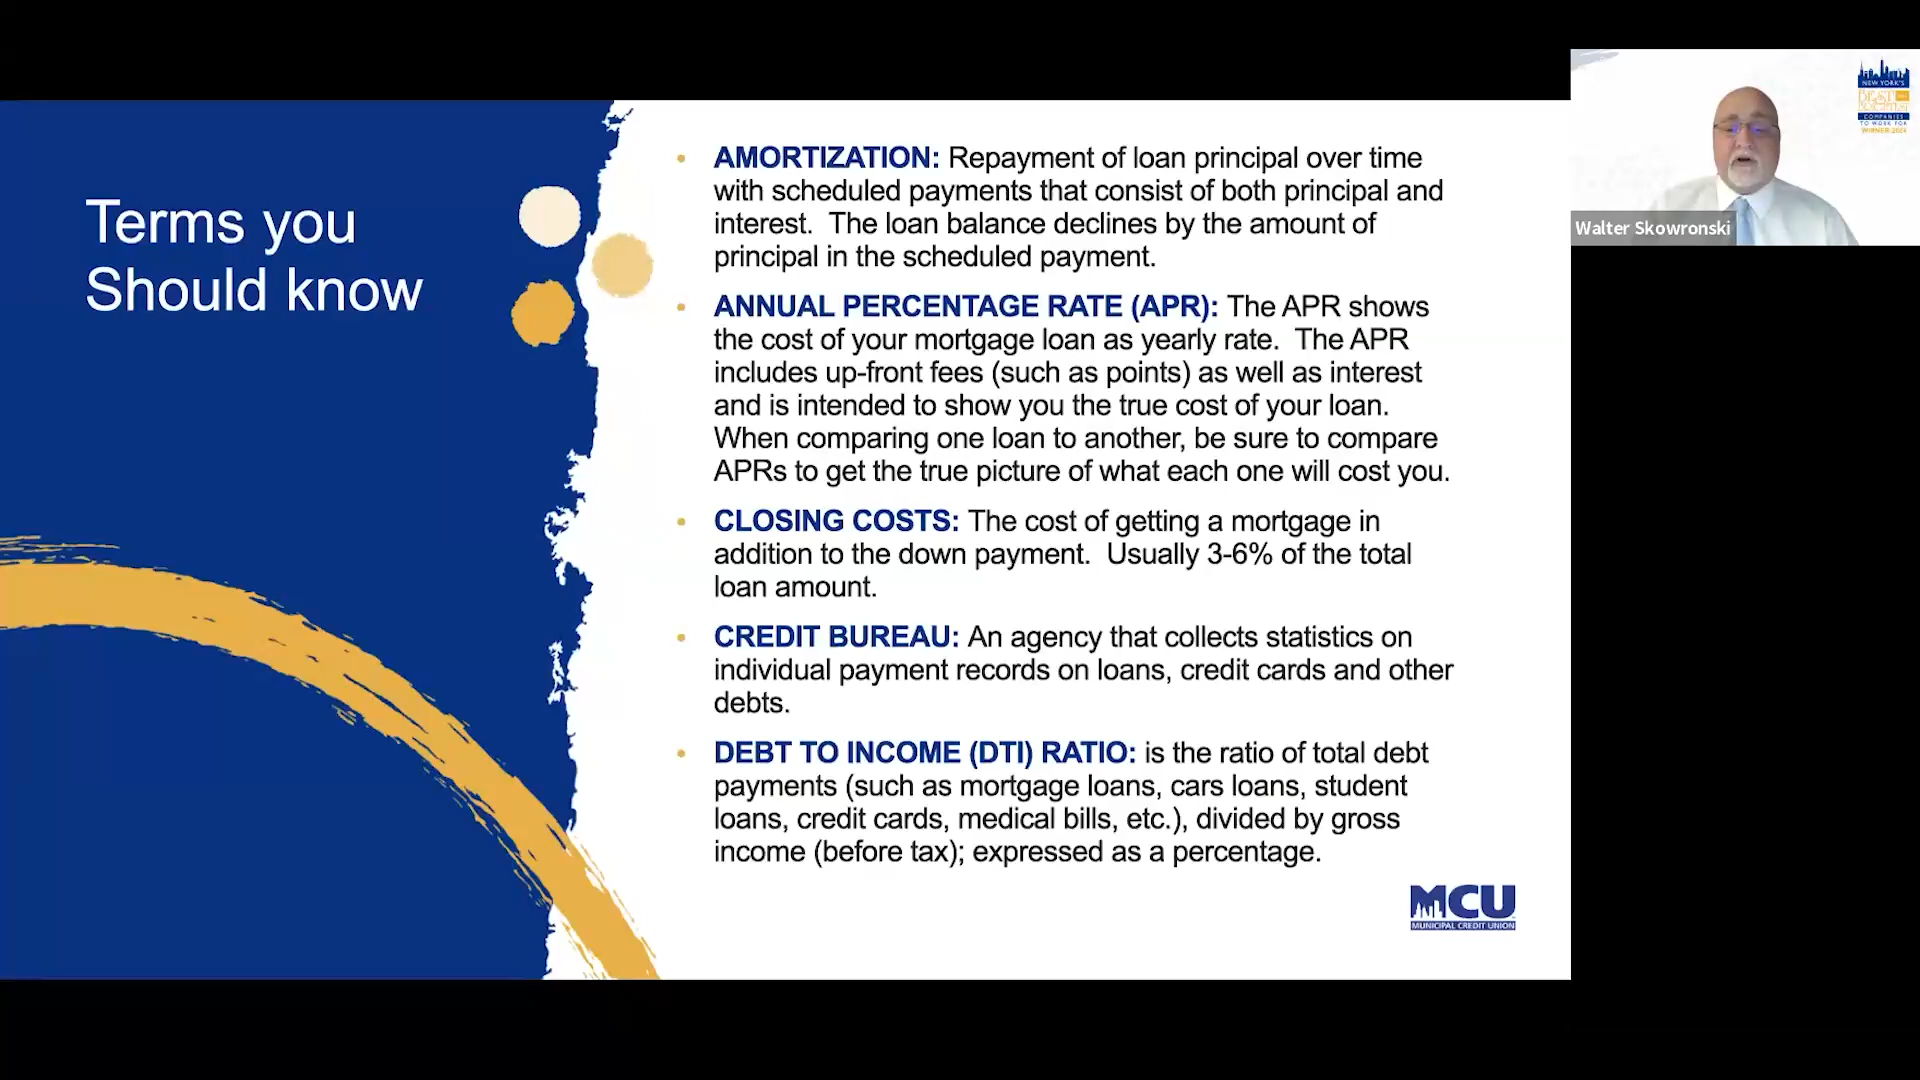 Terms you
Should know
• AMORTIZATION: Repayment of loan principal over time
with scheduled payments that consist of both principal and
interest.  The loan balance declines by the amount of
principal in the scheduled payment.
• ANNUAL PERCENTAGE RATE (APR): The APR shows
the cost of your mortgage loan as yearly rate.  The APR
includes up-front fees (such as points) as well as interest
and is intended to show you the true cost of your loan.
When comparing one loan to another, be sure to compare
APRs to get the true picture of what each one will cost you.
• CLOSING COSTS: The cost of getting a mortgage in
addition to the down payment.  Usually 3-6% of the total
loan amount.
• CREDIT BUREAU: An agency that collects statistics on
individual payment records on loans, credit cards and other
debts.
• DEBT TO INCOME (DTI) RATIO: is the ratio of total debt
payments (such as mortgage loans, cars loans, student
loans, credit cards, medical bills, etc.), divided by gross
income (before tax); expressed as a percentage.
MCU
MUNICIPAL CREDIT UNION
NEW YORK'S
BEST
COMPANIES
TO WORK FOR
Walter Skowronski